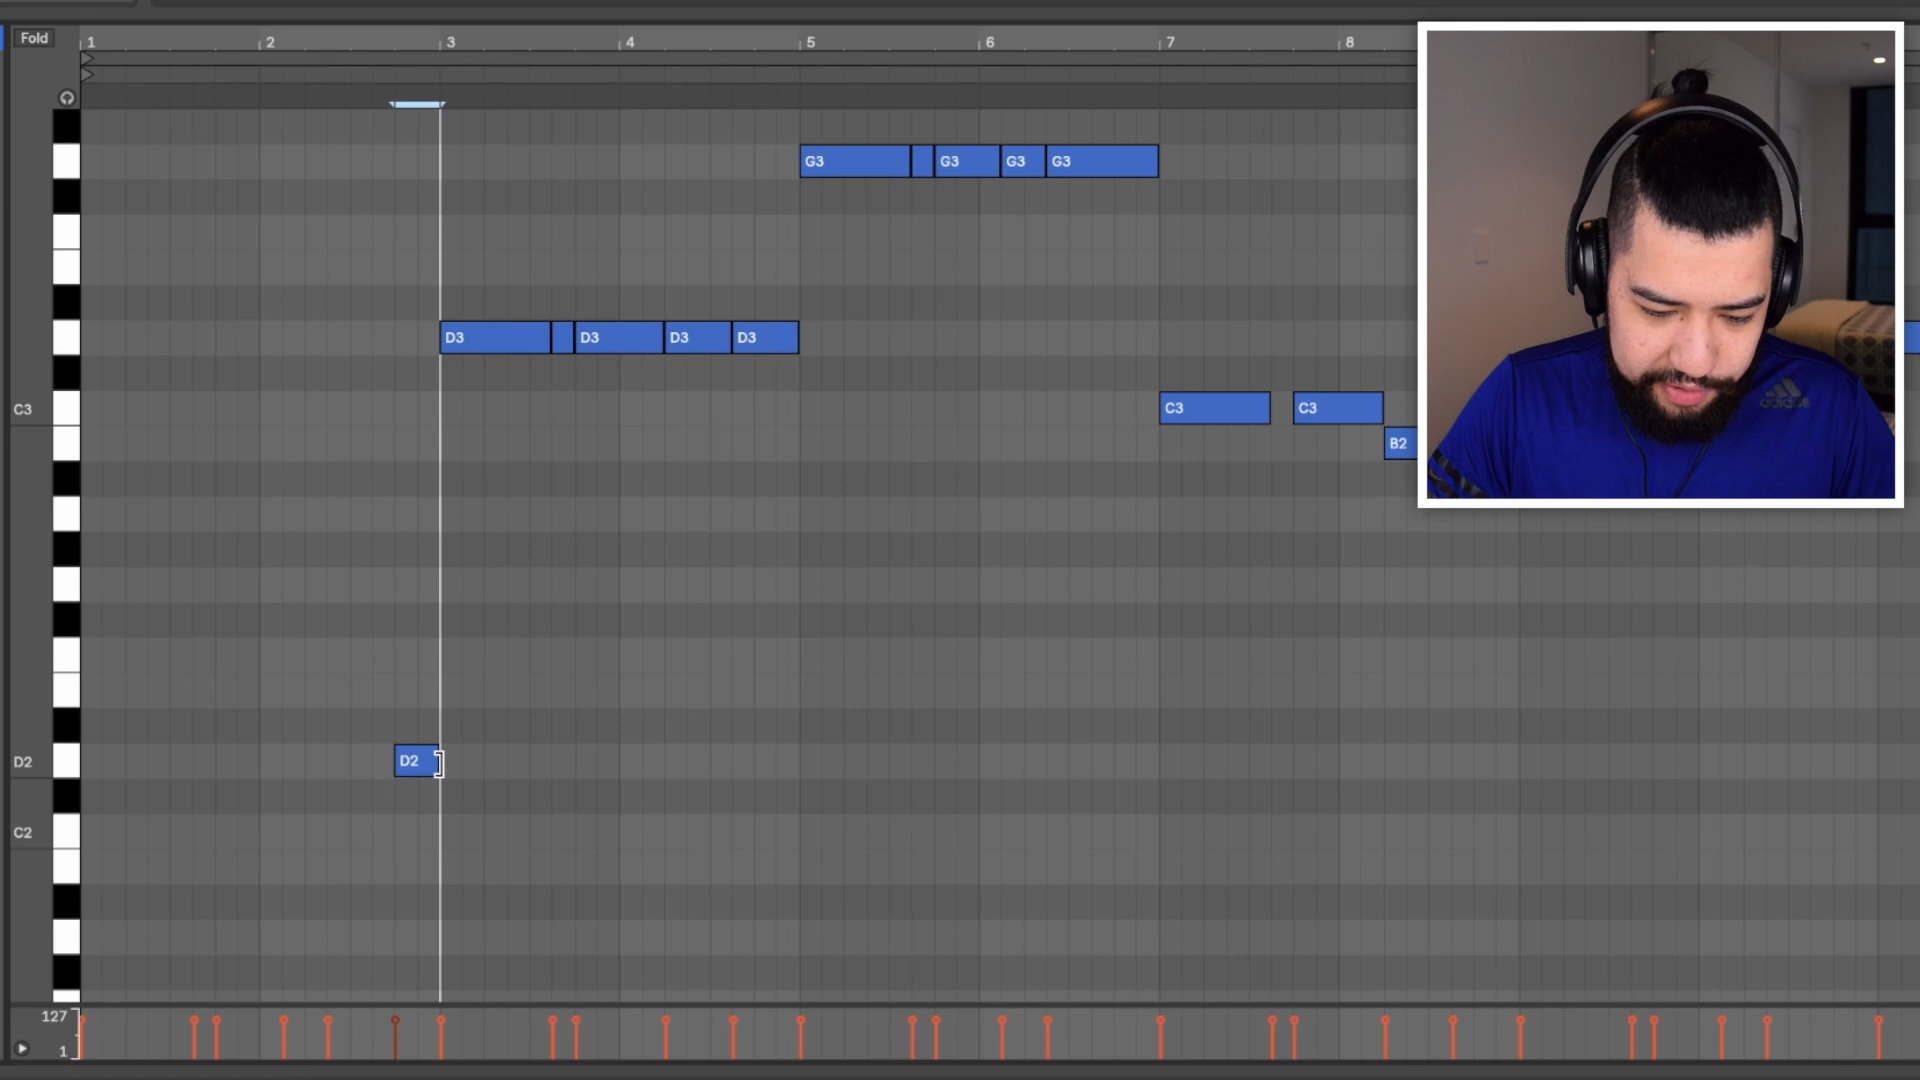 Fold
1 2 3 4 5 6 7 8
G3 G3 G3 G3
D3 D3 D3 D3
C3 C3 C3
B2
adidas
D2 D2
C2
127
1